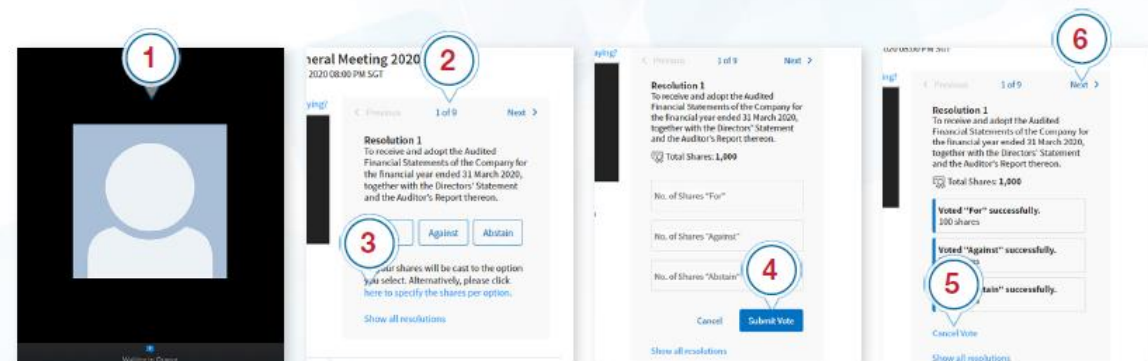 1
2
3
4
5
6
Waiting in Queue
neral Meeting 2020
2020 08:00 PM SGT
ying?
Previous 1 of 9 Next
Resolution 1
To receive and adopt the Audited
Financial Statements of the Company for
the financial year ended 31 March 2020,
together with the Directors' Statement
and the Auditor's Report thereon.
Against Abstain
our shares will be cast to the option
you select. Alternatively, please click
here to specify the shares per option.
Show all resolutions
aying?
Previous 1 of 9 Next
Resolution 1
To receive and adopt the Audited
Financial Statements of the Company for
the financial year ended 31 March 2020,
together with the Directors' Statement
and the Auditor's Report thereon.
Total Shares: 1,000
No. of Shares "For"
No. of Shares "Against"
No. of Shares "Abstain"
Cancel Submit Vote
Show all resolutions
ing?
Previous 1 of 9 Next
Resolution 1
To receive and adopt the Audited
Financial Statements of the Company for
the financial year ended 31 March 2020,
together with the Directors' Statement
and the Auditor's Report thereon.
Total Shares: 1,000
Voted "For" successfully.
100 shares
Voted "Against" successfully.
tain" successfully.
Cancel Vote
Show all resolutions